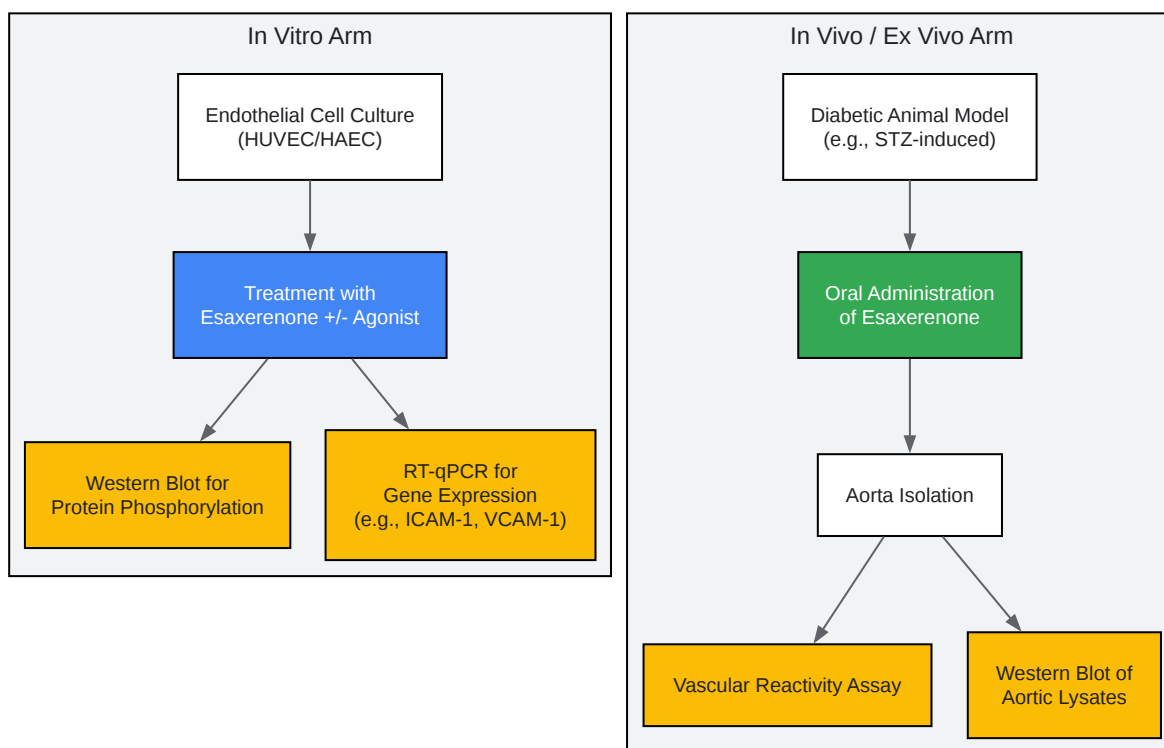 In Vitro Arm
Endothelial Cell Culture
(HUVEC/HAEC)
Treatment with
Esaxerenone +/- Agonist
Western Blot for
Protein Phosphorylation
RT-qPCR for
Gene Expression
(e.g., ICAM-1, VCAM-1)
In Vivo / Ex Vivo Arm
Diabetic Animal Model
(e.g., STZ-induced)
Oral Administration
of Esaxerenone
Aorta Isolation
Vascular Reactivity Assay
Western Blot of
Aortic Lysates